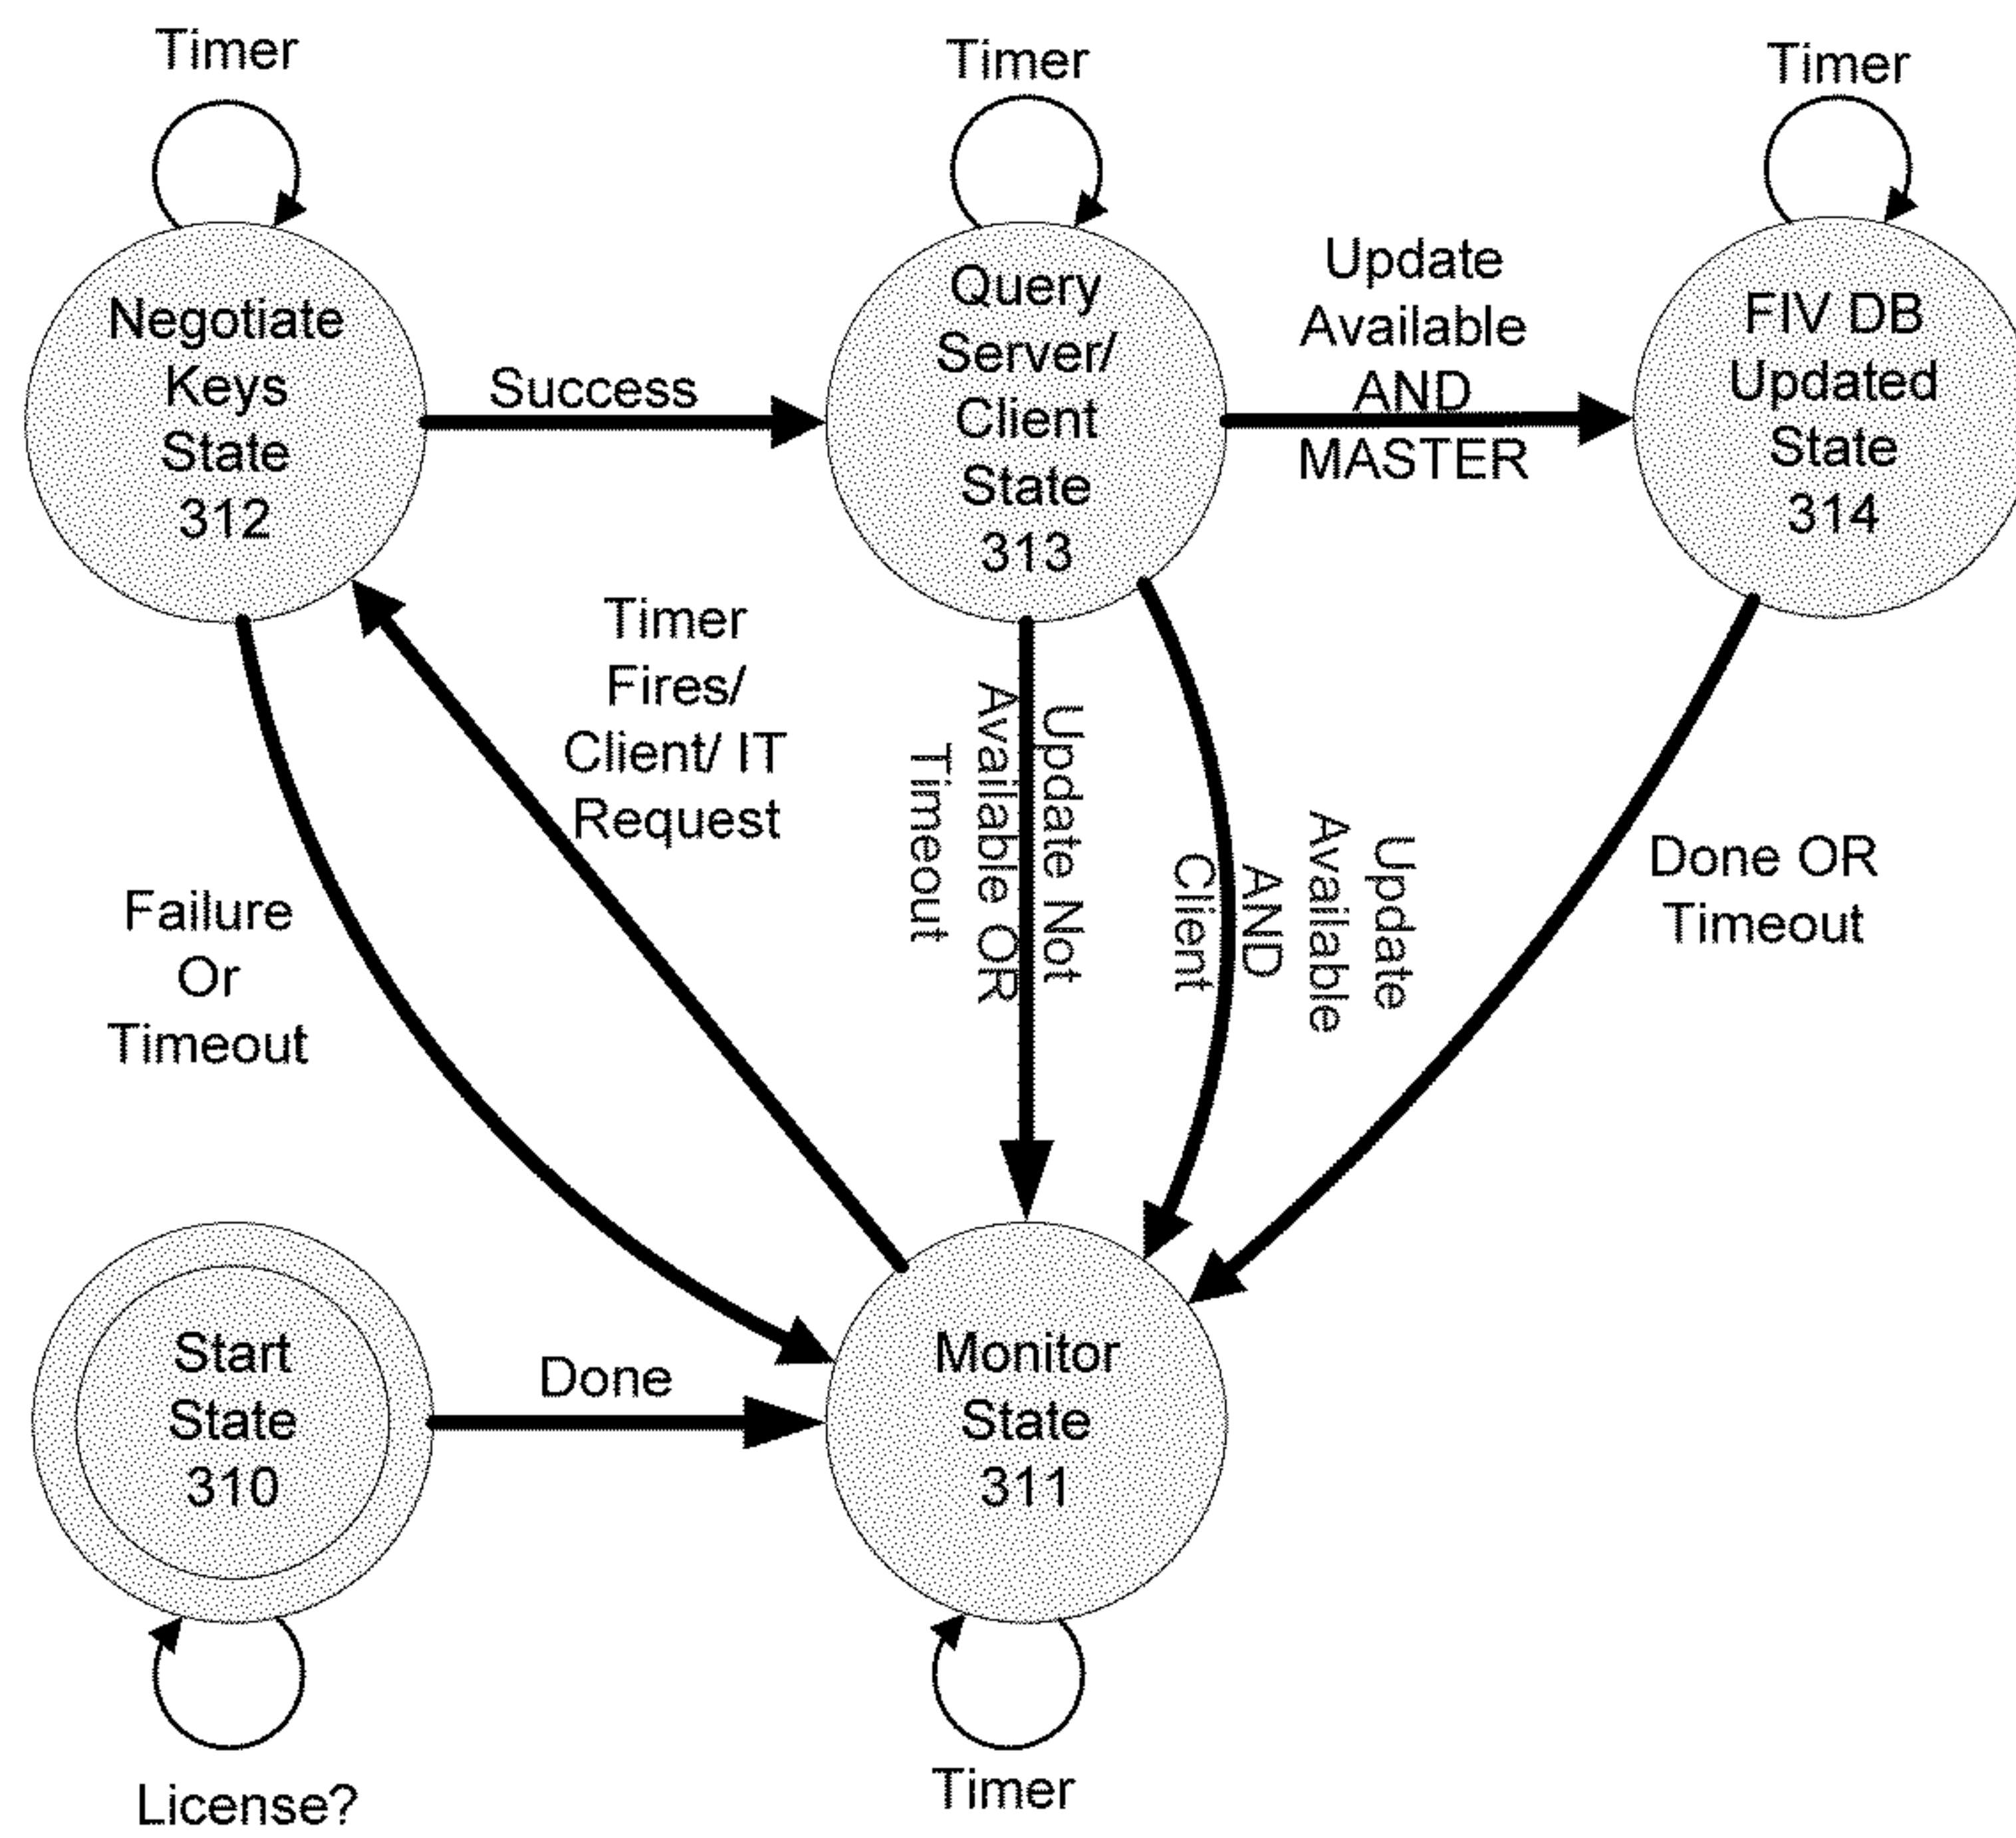 Timer
Timer
Timer
Negotiate
Keys
State
312
Success
Query
Server/
Client
State
313
Update
Available
AND
MASTER
FIV DB
Updated
State
314
Timer
Fires/
Client/ IT
Request
Failure
Or
Timeout
Update Not
Available OR
Timeout
Update
Available
AND
Client
Done OR
Timeout
Start
State
310
Done
Monitor
State
311
License?
Timer